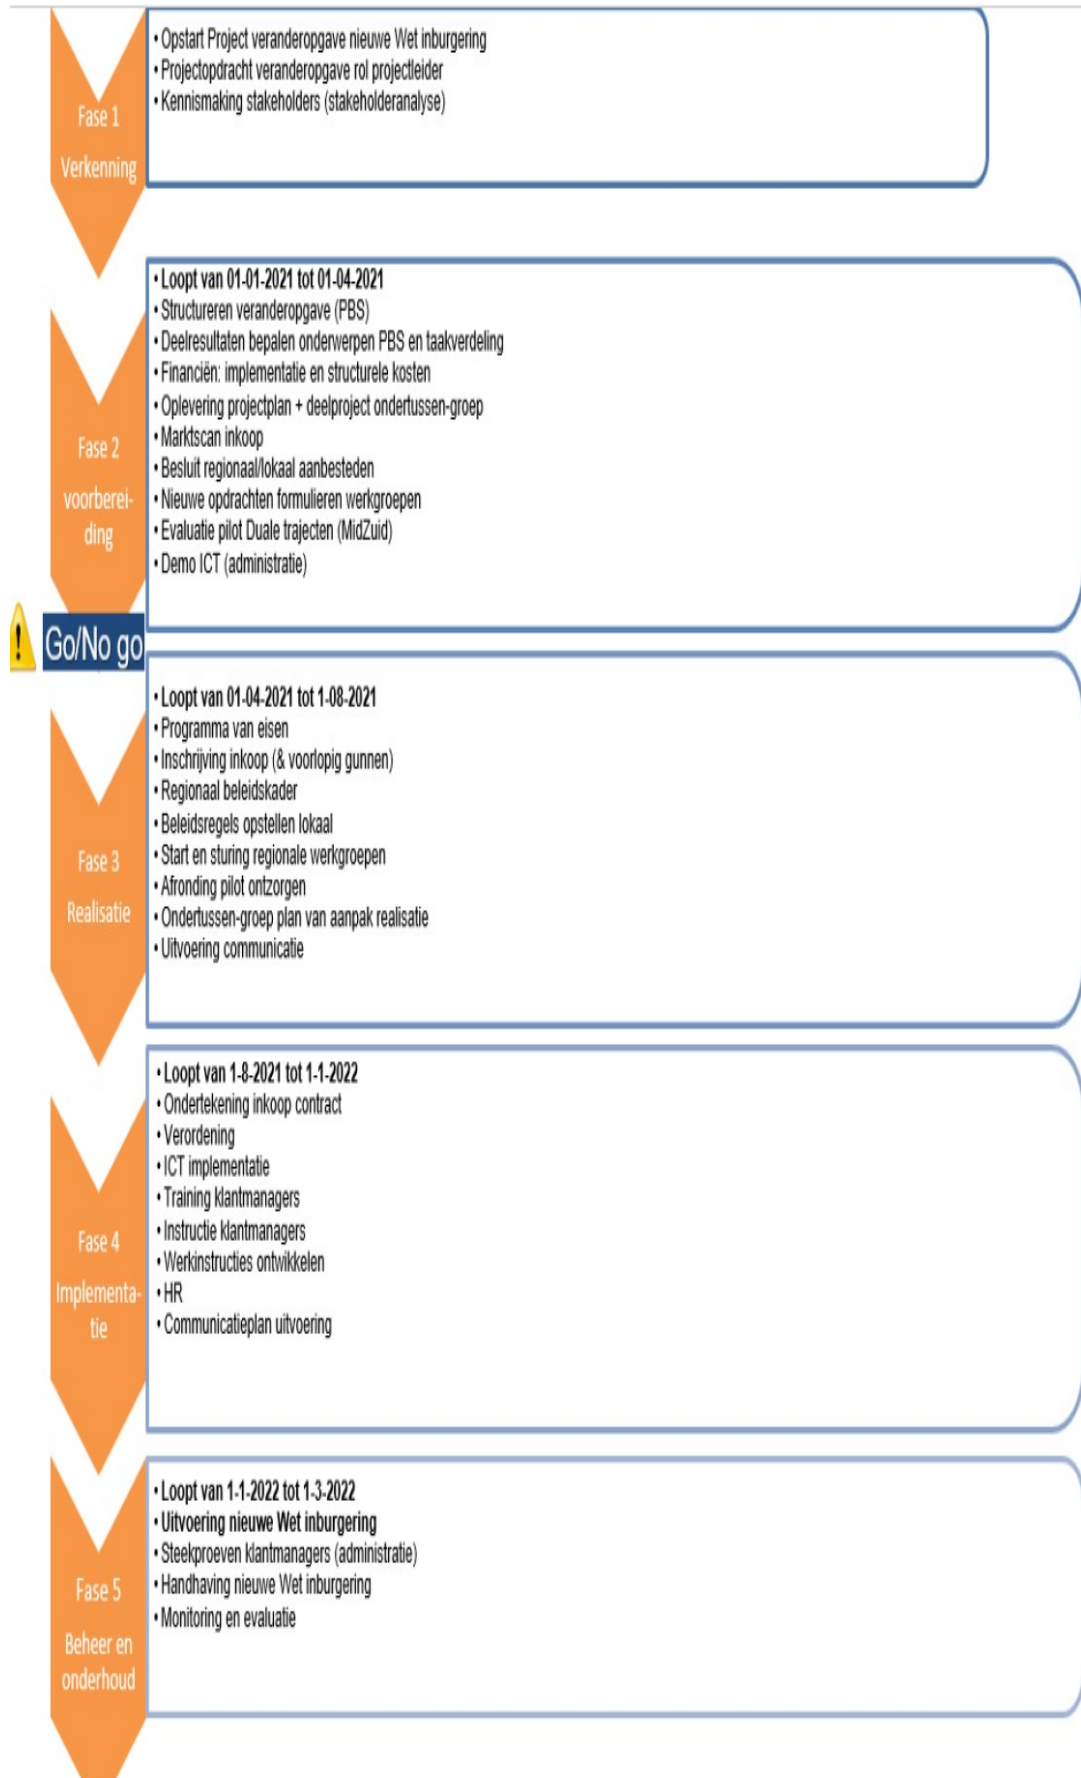 Fase 1
Verkenning
• Opstart Project veranderopgave nieuwe Wet inburgering
• Projectopdracht veranderopgave rol projectleider
• Kennismaking stakeholders (stakeholderanalyse)
Fase 2
voorberei-
ding
• Loopt van 01-01-2021 tot 01-04-2021
• Structureren veranderopgave (PBS)
• Deelresultaten bepalen onderwerpen PBS en taakverdeling
• Financiën: implementatie en structurele kosten
• Oplevering projectplan + deelproject ondertussen-groep
• Marktscan inkoop
• Besluit regionaal/lokaal aanbesteden
• Nieuwe opdrachten formulieren werkgroepen
• Evaluatie pilot Duale trajecten (MidZuid)
• Demo ICT (administratie)
! Go/No go
Fase 3
Realisatie
• Loopt van 01-04-2021 tot 1-08-2021
• Programma van eisen
• Inschrijving inkoop (& voorlopig gunnen)
• Regionaal beleidskader
• Beleidsregels opstellen lokaal
• Start en sturing regionale werkgroepen
• Afronding pilot ontzorgen
• Ondertussen-groep plan van aanpak realisatie
• Uitvoering communicatie
Fase 4
Implementa-
tie
• Loopt van 1-8-2021 tot 1-1-2022
• Ondertekening inkoop contract
• Verordening
• ICT implementatie
• Training klantmanagers
• Instructie klantmanagers
• Werkinstructies ontwikkelen
• HR
• Communicatieplan uitvoering
Fase 5
Beheer en
onderhoud
• Loopt van 1-1-2022 tot 1-3-2022
• Uitvoering nieuwe Wet inburgering
• Steekproeven klantmanagers (administratie)
• Handhaving nieuwe Wet inburgering
• Monitoring en evaluatie